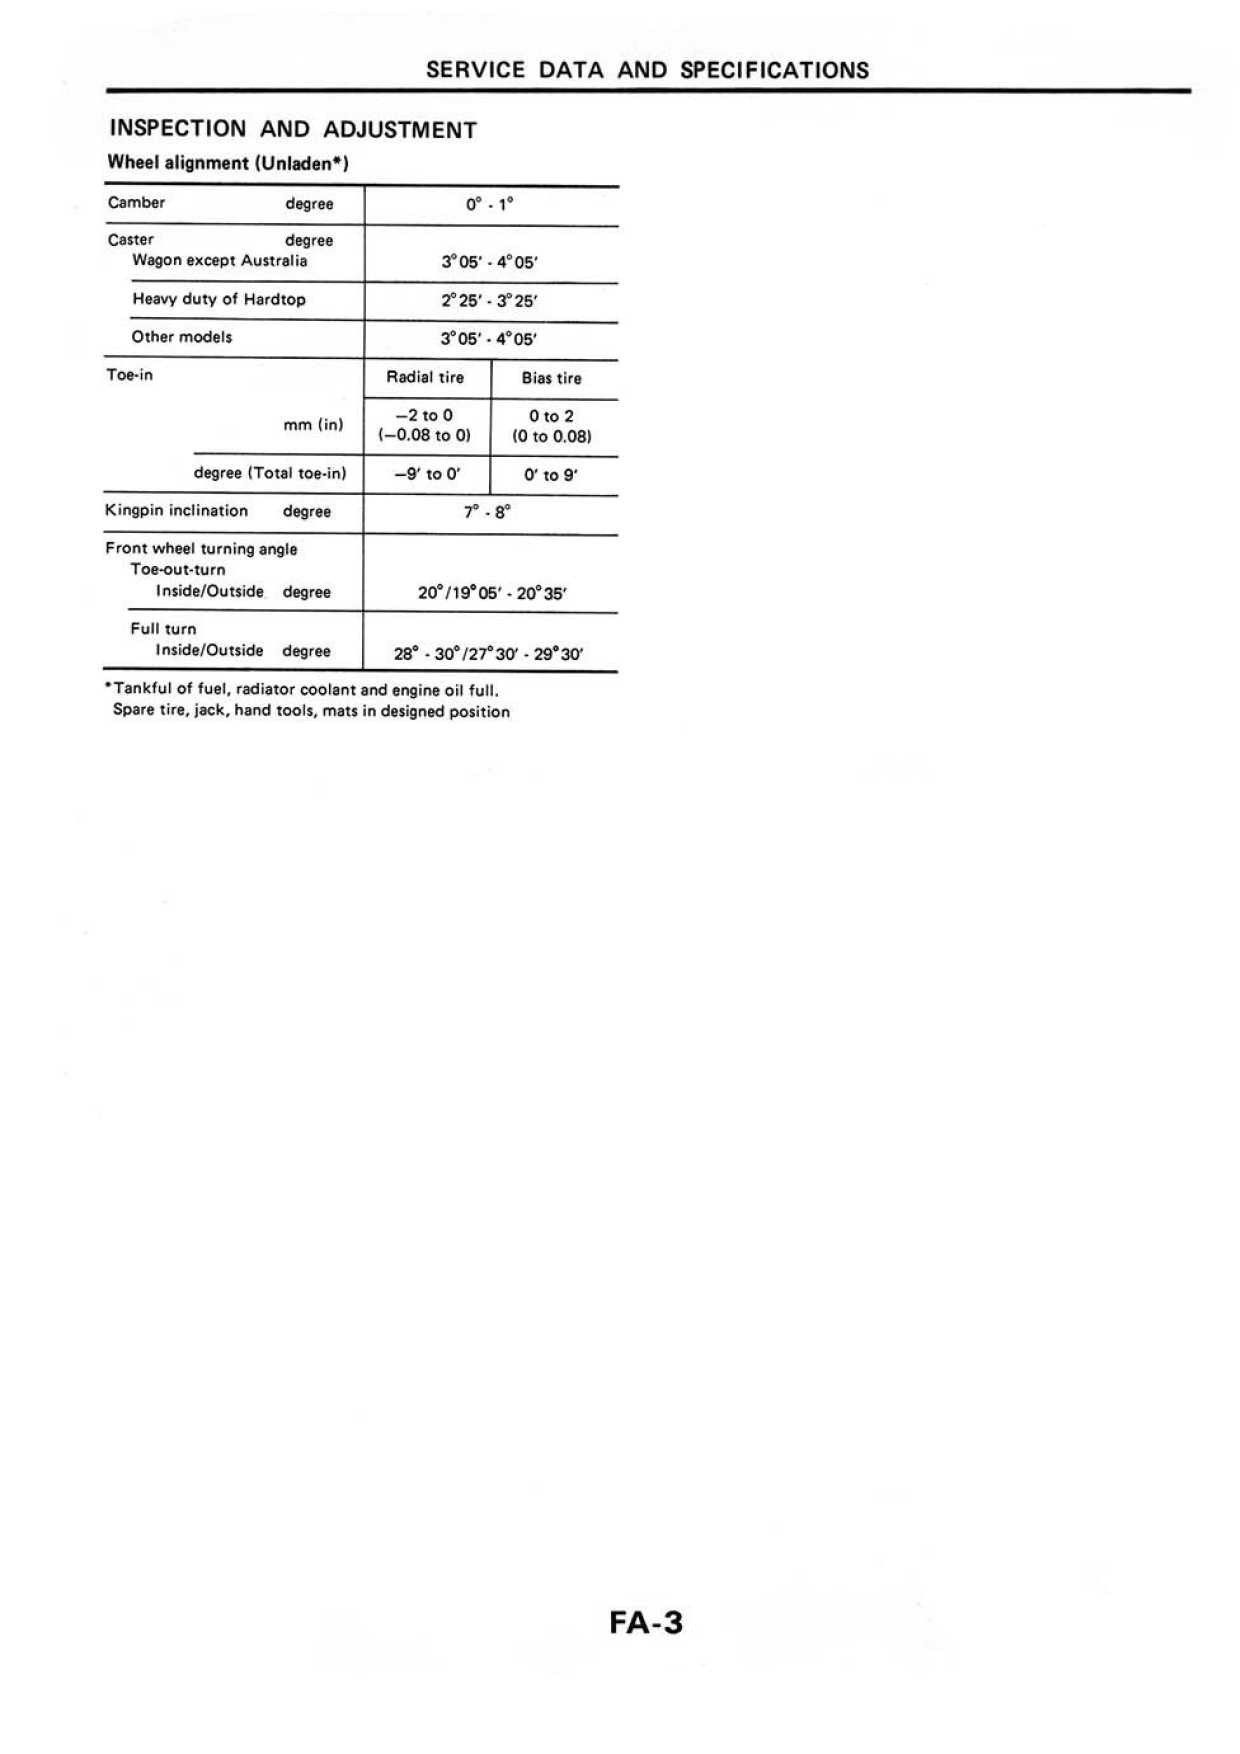 SERVICE DATA AND SPECIFICATIONS
INSPECTION AND ADJUSTMENT
Wheel alignment (Unladen*)
Camber degree 0° - 1°
Caster degree
Wagon except Australia 3°05′ - 4°05′
Heavy duty of Hardtop 2°25′ - 3°25′
Other models 3°05′ - 4°05′
Toe-in Radial tire Bias tire
mm (in) −2 to 0 0 to 2
(−0.08 to 0) (0 to 0.08)
degree (Total toe-in) −9′ to 0′ 0′ to 9′
Kingpin inclination degree 7° - 8°
Front wheel turning angle
Toe-out-turn
Inside/Outside degree 20°/19°05′ - 20°35′
Full turn
Inside/Outside degree 28° - 30°/27°30′ - 29°30′
*Tankful of fuel, radiator coolant and engine oil full.
Spare tire, jack, hand tools, mats in designed position
FA-3